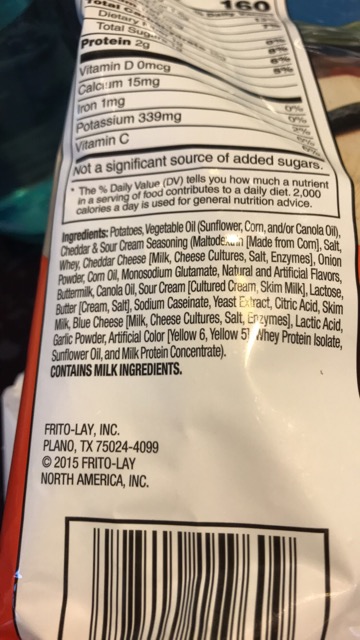 160
Total
Dietary
Total Sugars
Protein 2g
Vitamin D 0mcg
Calcium 15mg
Iron 1mg
Potassium 339mg
Vitamin C
0%
0%
Not a significant source of added sugars.
* The % Daily Value (DV) tells you how much a nutrient
in a serving of food contributes to a daily diet. 2,000
calories a day is used for general nutrition advice.
Ingredients: Potatoes, Vegetable Oil (Sunflower, Corn, and/or Canola Oil),
Cheddar & Sour Cream Seasoning (Maltodextrin [Made from Corn], Salt,
Whey, Cheddar Cheese [Milk, Cheese Cultures, Salt, Enzymes], Onion
Powder, Corn Oil, Monosodium Glutamate, Natural and Artificial Flavors,
Buttermilk, Canola Oil, Sour Cream [Cultured Cream, Skim Milk], Lactose,
Butter [Cream, Salt], Sodium Caseinate, Yeast Extract, Citric Acid, Skim
Milk, Blue Cheese [Milk, Cheese Cultures, Salt, Enzymes], Lactic Acid,
Garlic Powder, Artificial Color [Yellow 6, Yellow 5] Whey Protein Isolate,
Sunflower Oil, and Milk Protein Concentrate).
CONTAINS MILK INGREDIENTS.
FRITO-LAY, INC.
PLANO, TX 75024-4099
© 2015 FRITO-LAY
NORTH AMERICA, INC.